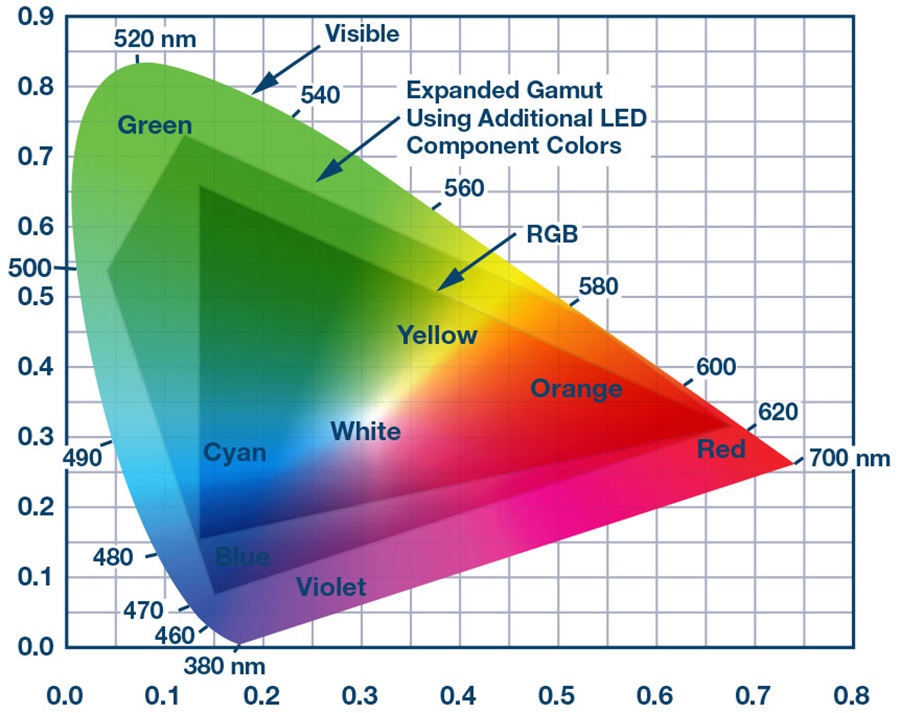 0.9
520 nm
Visible
0.8
540
Expanded Gamut
Using Additional LED
Component Colors
Green
0.7
560
0.6
RGB
500
580
0.5
Yellow
0.4
600
Orange
620
White
0.3
Red
Cyan
490
700 nm
0.2
480
Blue
0.1
Violet
470
460
0.0
380 nm
0.0 0.1 0.2 0.3 0.4 0.5 0.6 0.7 0.8